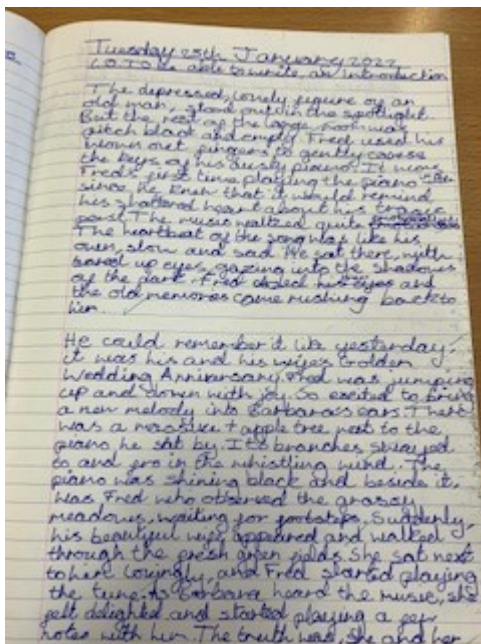 Tuesday 25th January 2022
L.O. To be able to write an introduction
The depressed, lonely figure of an
old man, stood out in the spotlight.
But the rest of the large room was
pitch black and empty. Fred used his
worn out fingers to gently caress
the keys of his dusty piano. It was
Fred's first time playing the piano
since. He knew that it would remind
his shattered heart about his tragic
past. The music waltzed quite
The heartbeat of the song was like his
own, slow and sad. He sat there, with
up eyes, gazing into the shadows
of the dark. Fred closed his eyes and
the old memories came rushing back to
him.
He could remember it like yesterday.
it was his and his wife's Golden
Wedding Anniversary. Fred was jumping
up and down with joy. So excited to bring
a new melody into Barbara's ears. There
was a massive apple tree next to the
piano he sat by. Its branches swayed
to and fro in the whistling wind. The
piano was shining black and beside it,
was Fred who observed the grassy
meadows, waiting for footsteps. Suddenly,
his beautiful wife appeared and walked
through the fresh green fields. She sat next
to him lovingly, and Fred started playing
the tune. As Barbara heard the music, she
felt delighted and started playing a few
notes with him. The truth was, she and her